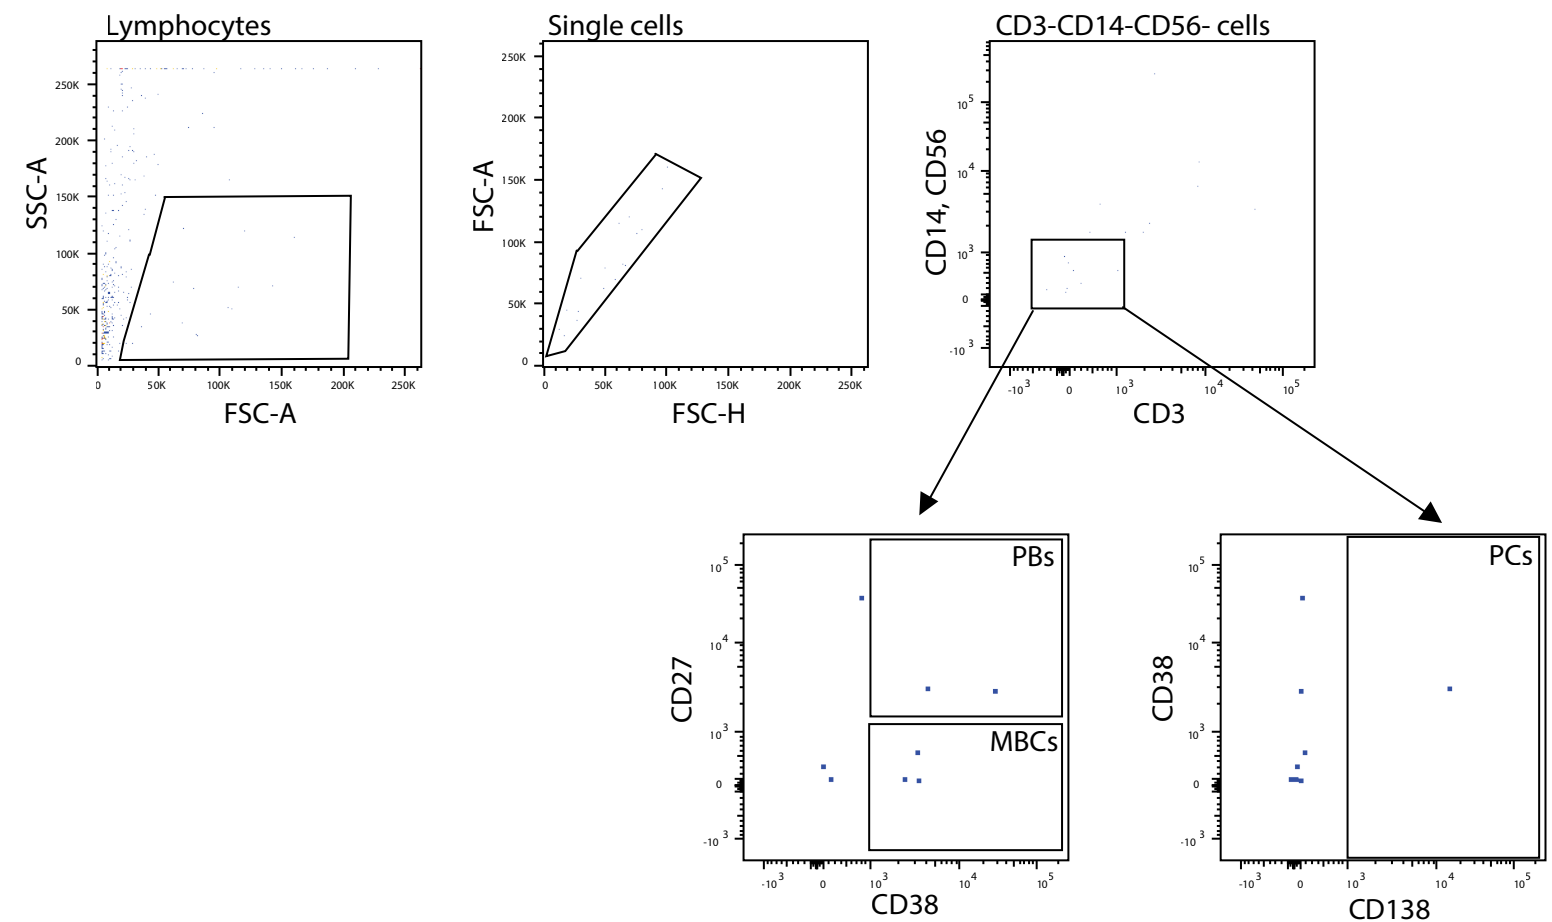 Lymphocytes
Single cells
CD3-CD14-CD56- cells
SSC-A
250K
200K
150K
100K
50K
0
0 50K 100K 150K 200K 250K
FSC-A
FSC-A
250K
200K
150K
100K
50K
0
0 50K 100K 150K 200K 250K
FSC-H
CD14, CD56
10^5
10^4
10^3
0
-10^3
-10^3 0 10^3 10^4 10^5
CD3
CD27
10^5
10^4
10^3
0
-10^3
PBs
MBCs
-10^3 0 10^3 10^4 10^5
CD38
CD38
10^5
10^4
10^3
0
-10^3
PCs
-10^3 0 10^3 10^4 10^5
CD138